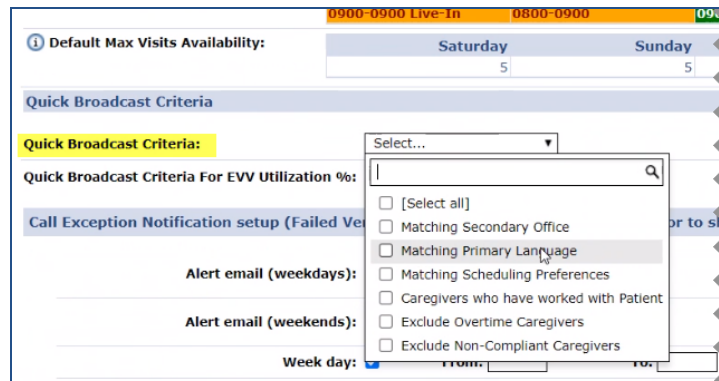 0900-0900 Live-In 0800-0900
Default Max Visits Availability:
Saturday Sunday
5 5
Quick Broadcast Criteria
Quick Broadcast Criteria: Select...
Quick Broadcast Criteria For EVV Utilization %:
[Select all]
Matching Secondary Office
Matching Primary Language
Matching Scheduling Preferences
Caregivers who have worked with Patient
Exclude Overtime Caregivers
Exclude Non-Compliant Caregivers
Call Exception Notification setup (Failed or to
Alert email (weekdays):
Alert email (weekends):
Week day: From: To: